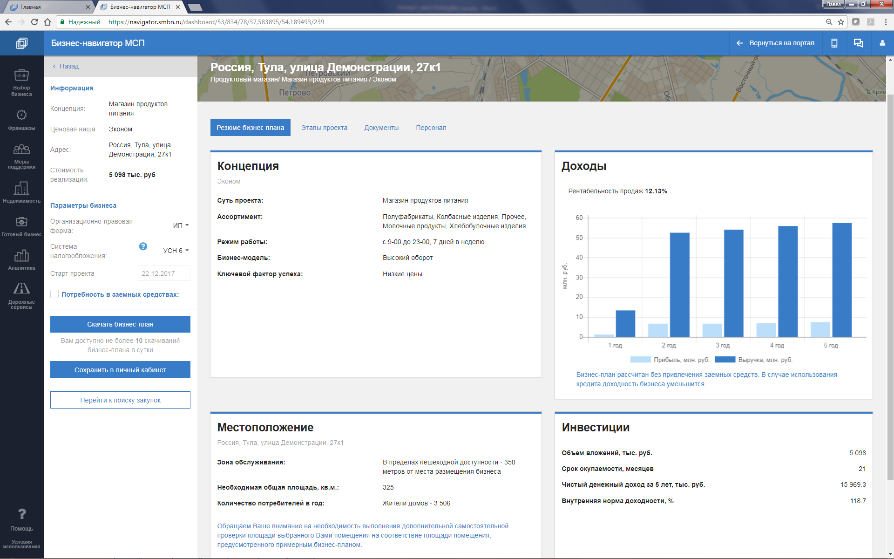 Главная
Бизнес-навигатор МСП
Павел
Надежный
https://navigator.smbn.ru/dashboard/53/834/78/57.383895/54.189493/239
Бизнес-навигатор МСП
Вернуться на портал
Выбор
бизнеса
Франшизы
Меры
поддержки
Недвижимость
Готовый бизнес
Аналитика
Дорожные
сервисы
?
Помощь
Условия
использования
Назад
Информация
Концепция: Магазин продуктов
питания
Ценовая ниша: Эконом
Адрес: Россия, Тула, улица
Демонстрации, 27к1
Стоимость
реализации: 5 098 тыс. руб
Параметры бизнеса
Организационно правовая
форма: ИП
Система
налогообложения: ? УСН 6
Старт проекта 22.12.2017
Потребность в заемных средствах:
Скачать бизнес-план
Вам доступно не более 10 скачиваний
бизнес-плана в сутки
Сохранить в личный кабинет
Перейти к поиску закупок
Россия, Тула, улица Демонстрации, 27к1
Продуктовый магазин/ Магазин продуктов питания / Эконом
Петровский
Петрово
Резюме бизнес плана Этапы проекта Документы Персонал
Концепция
Эконом
Суть проекта: Магазин продуктов питания
Ассортимент: Полуфабрикаты, Колбасные изделия, Прочее,
Молочные продукты, Хлебобулочные изделия
Режим работы: с 9-00 до 23-00, 7 дней в неделю
Бизнес-модель: Высокий оборот
Ключевой фактор успеха: Низкие цены
Доходы
Рентабельность продаж 12.13%
млн. руб.
60
50
40
30
20
10
0
1 год 2 год 3 год 4 год 5 год
Прибыль, млн. руб. Выручка, млн. руб.
Бизнес-план рассчитан без привлечения заемных средств. В случае использования
кредита доходность бизнеса уменьшится
Местоположение
Россия, Тула, улица Демонстрации, 27к1
Зона обслуживания: В пределах пешеходной доступности - 350
метров от места размещения бизнеса
Необходимая общая площадь, кв.м.: 325
Количество потребителей в год: Жители домов - 3 506
Обращаем Ваше внимание на необходимость выполнения дополнительной самостоятельной
проверки площади выбранного Вами помещения на соответствие площади помещения,
предусмотренного примерным бизнес-планом.
Инвестиции
Объем вложений, тыс. руб. 5 098
Срок окупаемости, месяцев 21
Чистый денежный доход за 5 лет, тыс. руб. 15 969.3
Внутренняя норма доходности, % 118.7